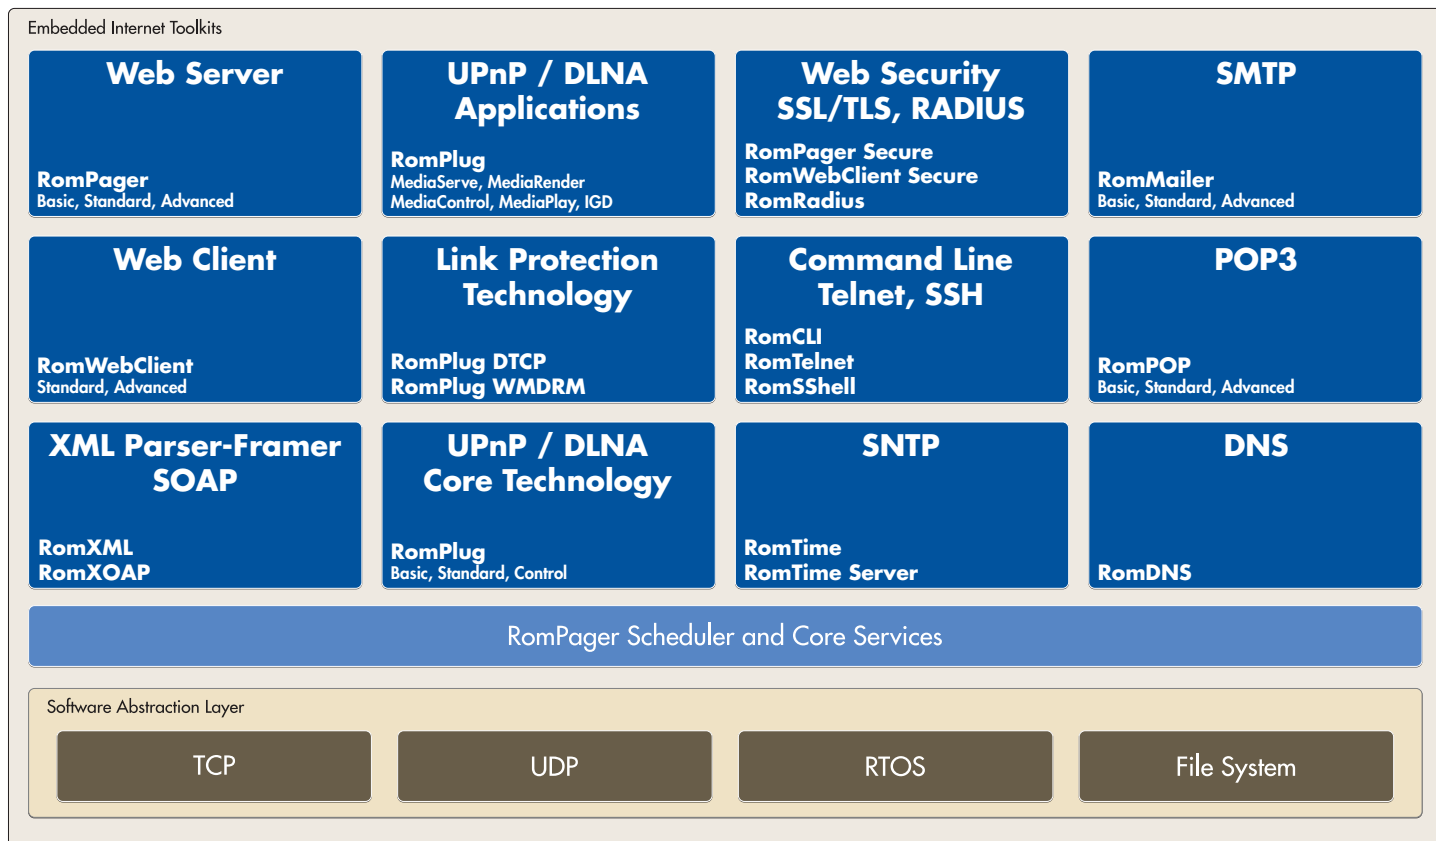 Embedded Internet Toolkits
Web Server
RomPager
Basic, Standard, Advanced
UPnP / DLNA
Applications
RomPlug
MediaServe, MediaRender
MediaControl, MediaPlay, IGD
Web Security
SSL/TLS, RADIUS
RomPager Secure
RomWebClient Secure
RomRadius
SMTP
RomMailer
Basic, Standard, Advanced
Web Client
RomWebClient
Standard, Advanced
Link Protection
Technology
RomPlug DTCP
RomPlug WMDRM
Command Line
Telnet, SSH
RomCLI
RomTelnet
RomSShell
POP3
RomPOP
Basic, Standard, Advanced
XML Parser-Framer
SOAP
RomXML
RomXOAP
UPnP / DLNA
Core Technology
RomPlug
Basic, Standard, Control
SNTP
RomTime
RomTime Server
DNS
RomDNS
RomPager Scheduler and Core Services
Software Abstraction Layer
TCP
UDP
RTOS
File System